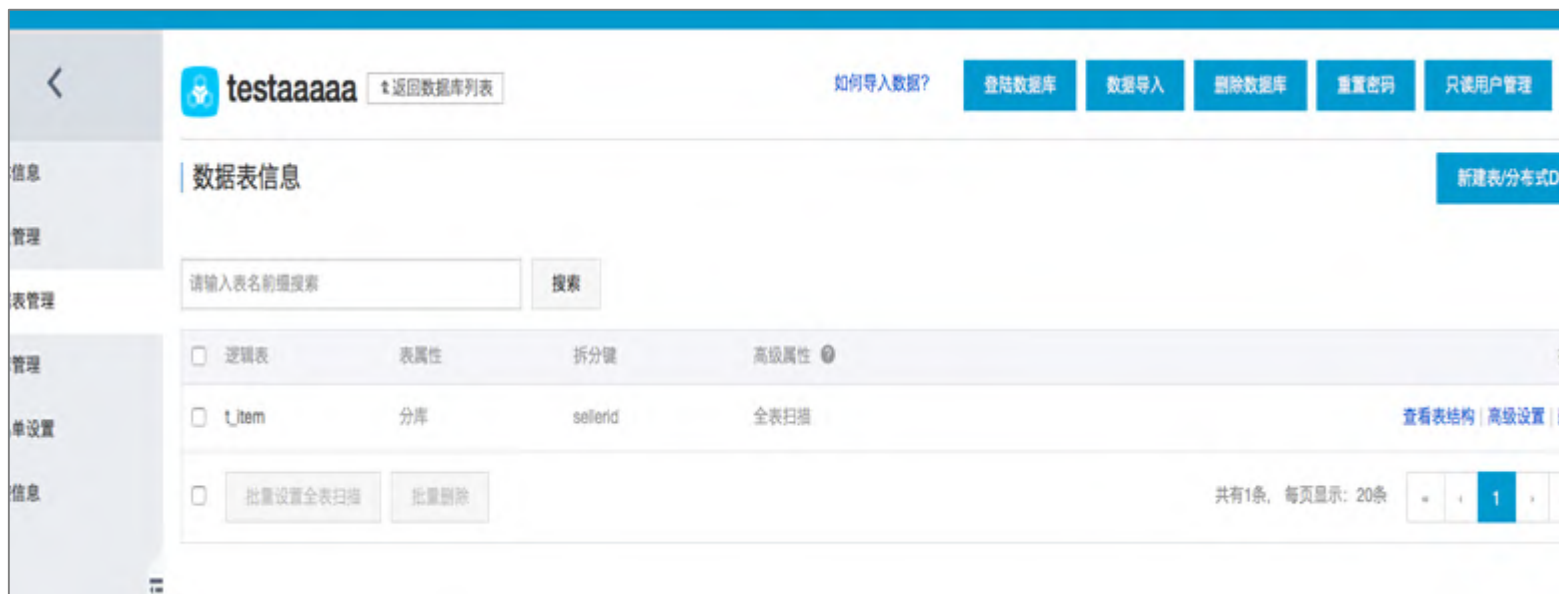 testaaaaa 返回数据库列表 如何导入数据? 登陆数据库 数据导入 删除数据库 重置密码 只读用户管理
信息
数据表信息 新建表/分布式D
管理
请输入表名前缀搜索 搜索
表管理
逻辑表 表属性 拆分键 高级属性
管理
t_item 分库 sellerid 全表扫描 查看表结构 | 高级设置 |
单设置
批量设置全表扫描 批量删除 共有1条, 每页显示: 20条 « ‹ 1 ›
信息